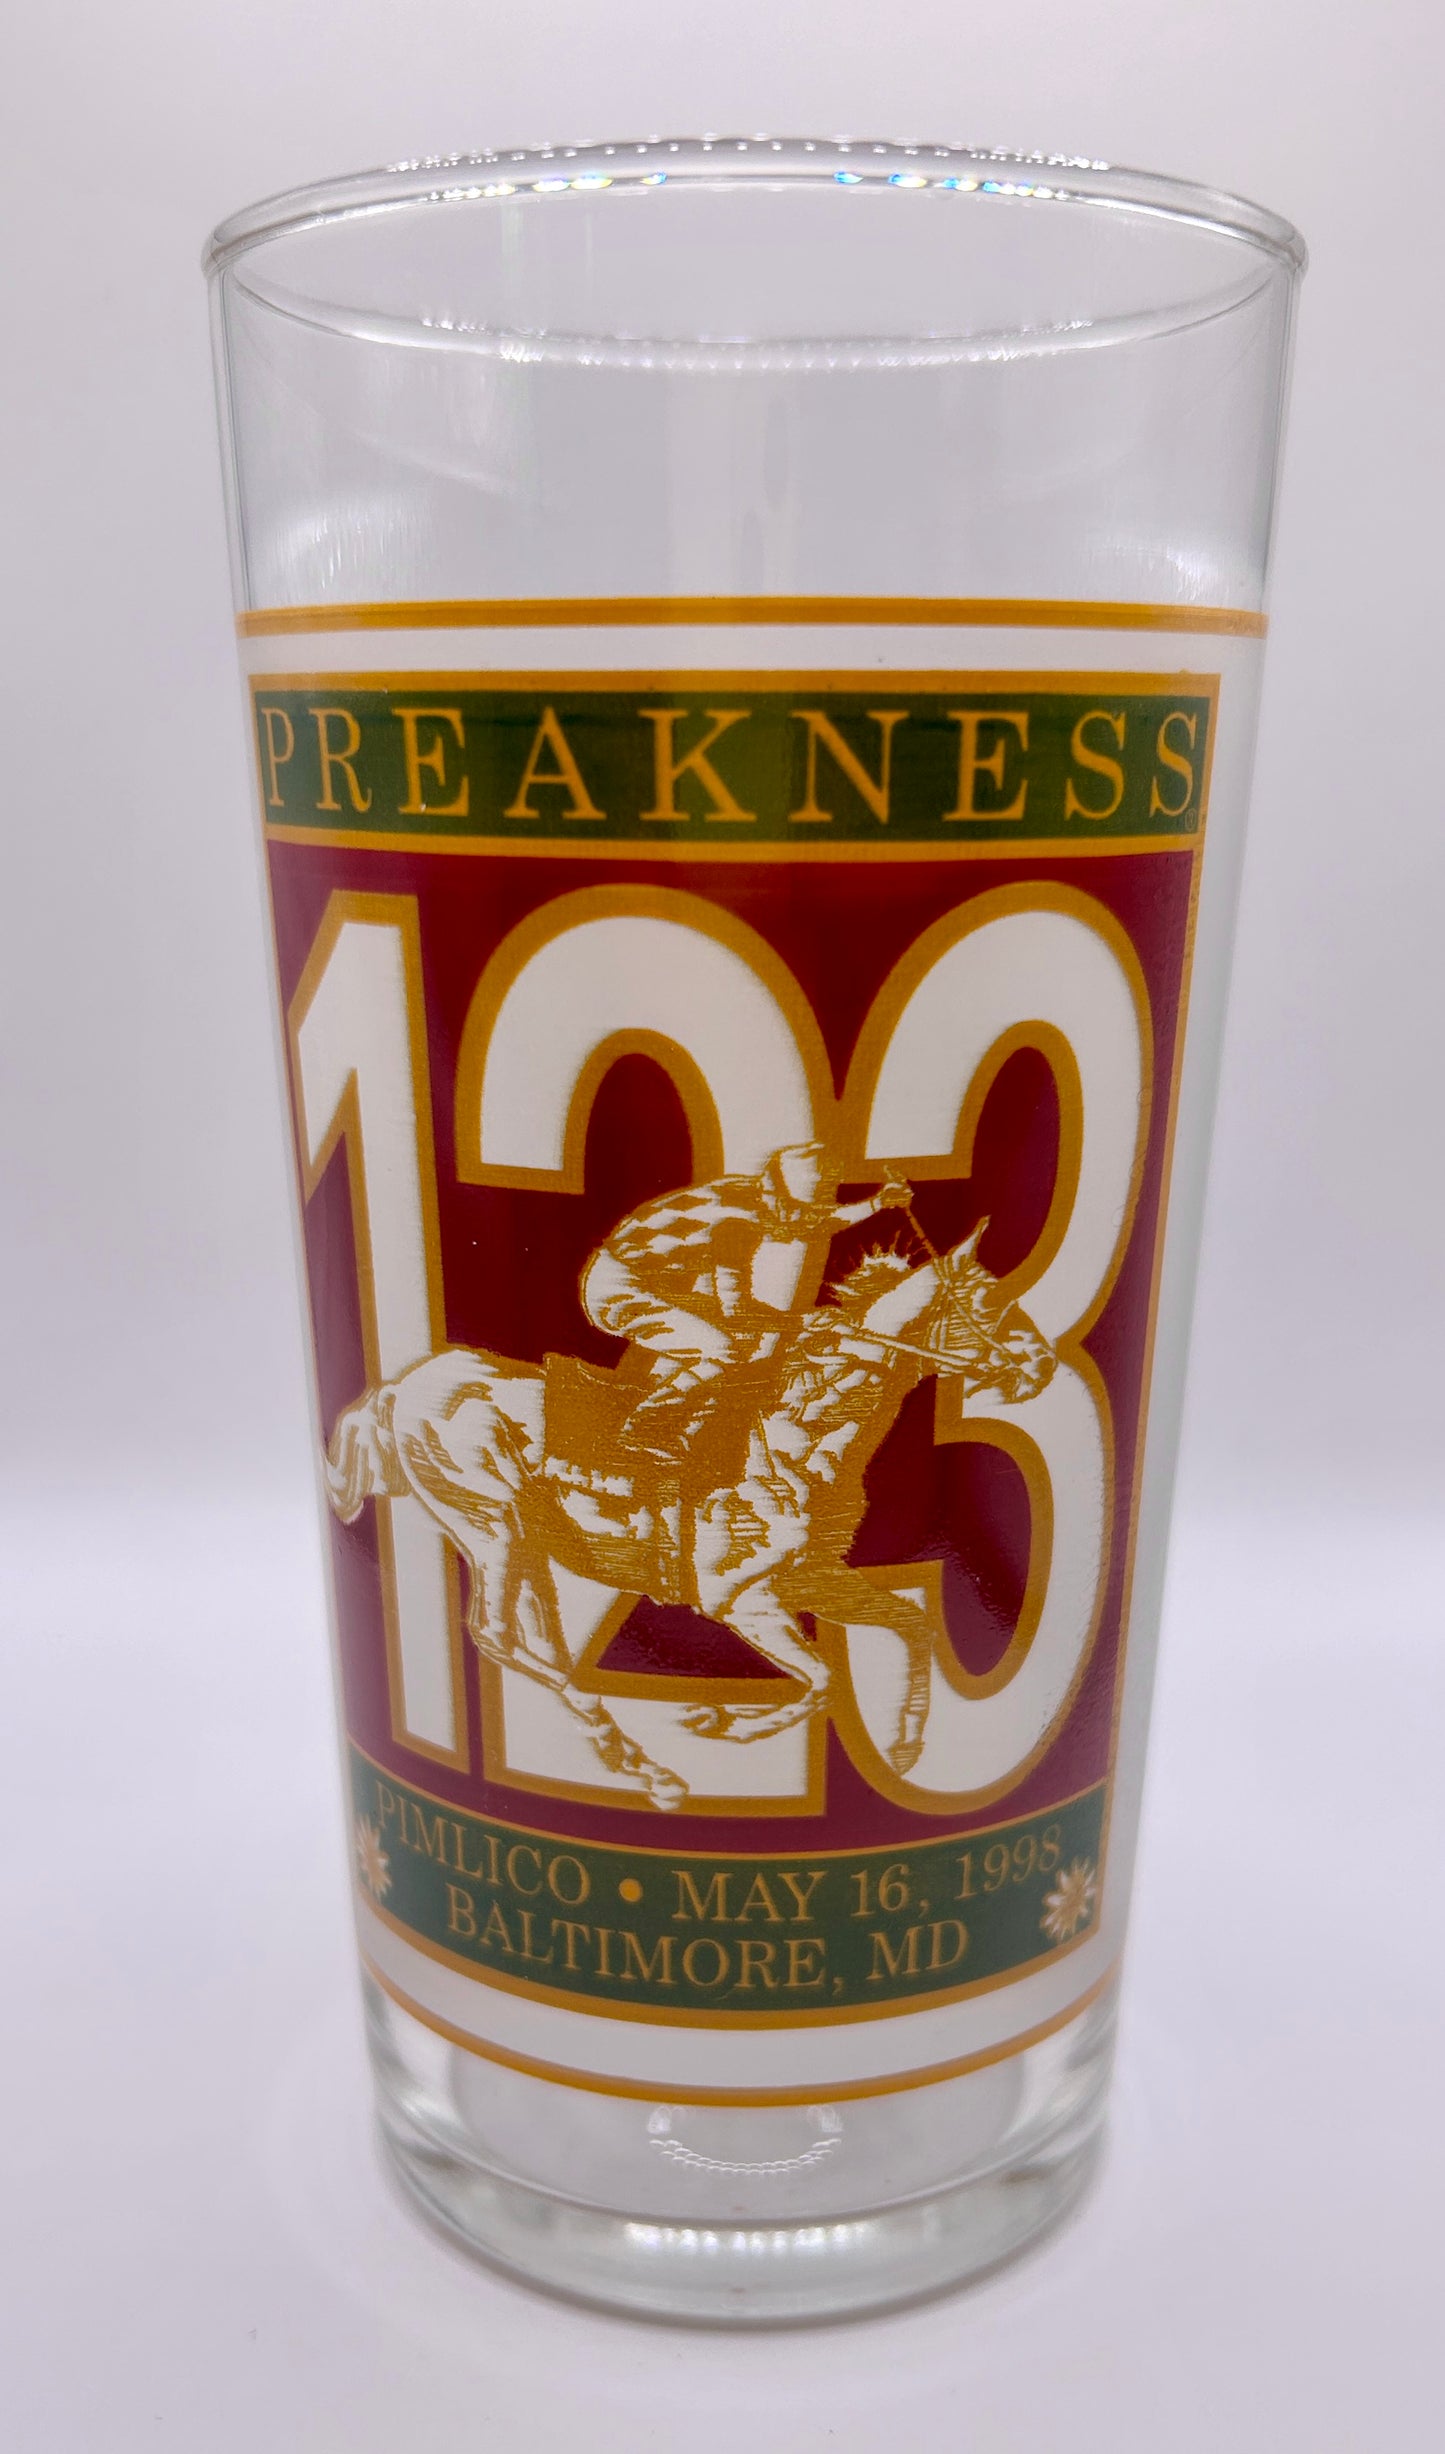 PREAKNESS®
123
PIMLICO • MAY 16, 1998
BALTIMORE, MD